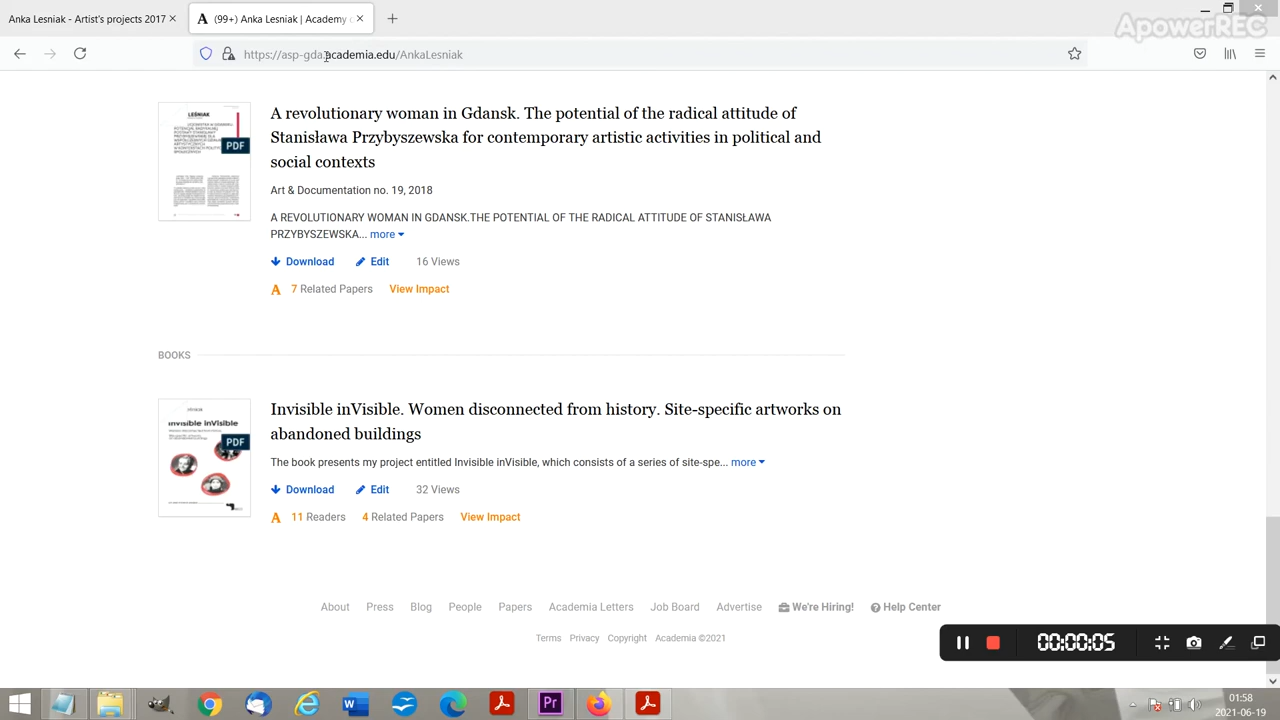 Anka Lesniak - Artist's projects 2017
A (99+) Anka Lesniak | Academy
ApowerREC
https://asp-gda.academia.edu/AnkaLesniak
LEŚNIAK
PDF
A revolutionary woman in Gdansk. The potential of the radical attitude of
Stanisława Przybyszewska for contemporary artistic activities in political and
social contexts
Art & Documentation no. 19, 2018
A REVOLUTIONARY WOMAN IN GDANSK.THE POTENTIAL OF THE RADICAL ATTITUDE OF STANISŁAWA
PRZYBYSZEWSKA... more
Download Edit 16 Views
A 7 Related Papers View Impact
BOOKS
Invisible inVisible
PDF
Invisible inVisible. Women disconnected from history. Site-specific artworks on
abandoned buildings
The book presents my project entitled Invisible inVisible, which consists of a series of site-spe... more
Download Edit 32 Views
A 11 Readers 4 Related Papers View Impact
About Press Blog People Papers Academia Letters Job Board Advertise We're Hiring! Help Center
Terms Privacy Copyright Academia ©2021
00:00:05
W Pr
01:58
2021-06-19